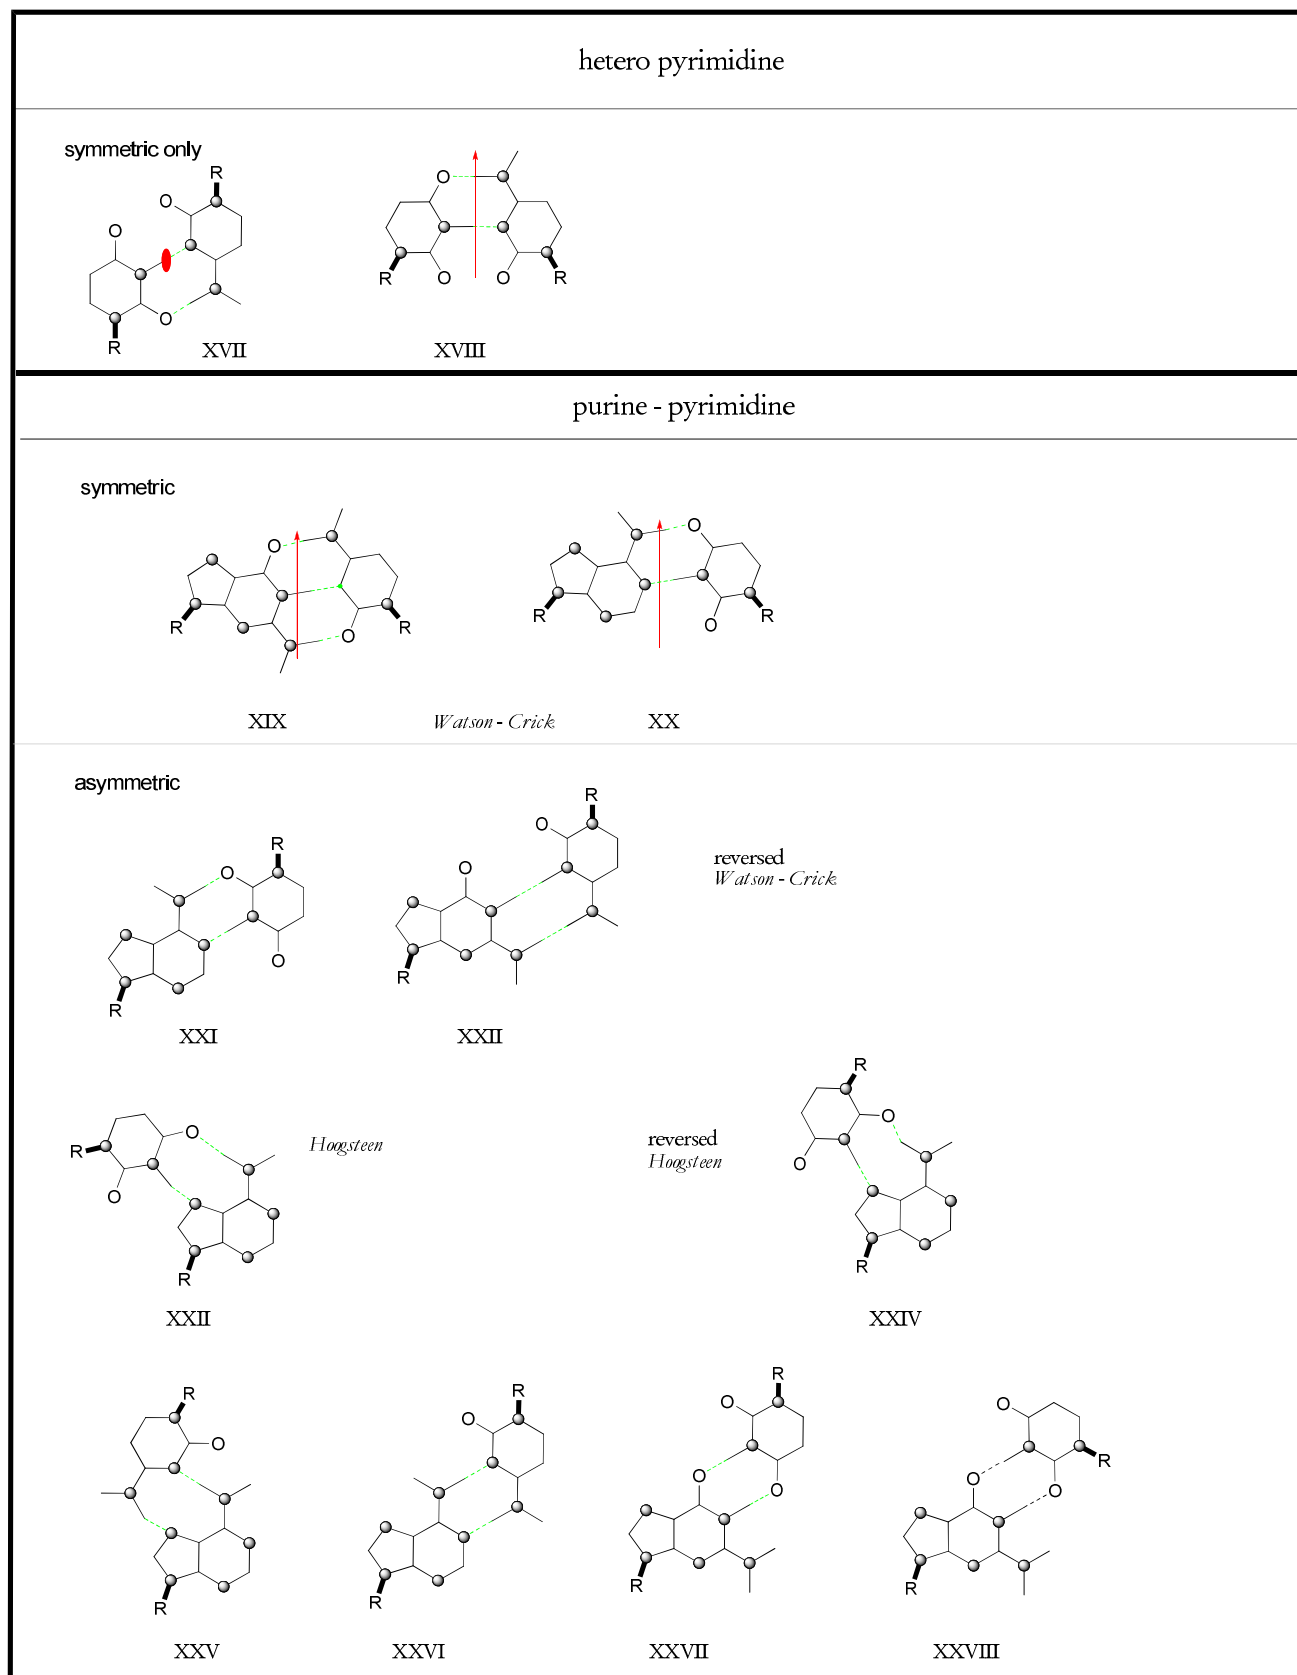 hetero pyrimidine
symmetric only
R
O
O
O
R
XVII
O
O
O
R
R
XVIII
purine - pyrimidine
symmetric
O
O
R
R
XIX
Watson - Crick
O
O
R
R
XX
asymmetric
R
O
O
R
XXI
R
O
O
R
XXII
reversed
Watson - Crick
R
O
O
R
XXII
Hoogsteen
reversed
Hoogsteen
R
O
O
R
XXIV
R
O
R
XXV
R
O
R
XXVI
R
O
O
O
R
XXVII
O
O
O
R
R
XXVIII